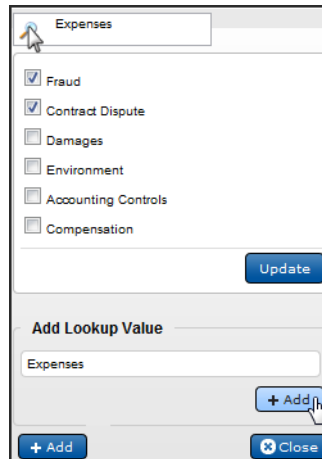 Expenses
Fraud
Contract Dispute
Damages
Environment
Accounting Controls
Compensation
Update
Add Lookup Value
Expenses
+ Add
+ Add
Close